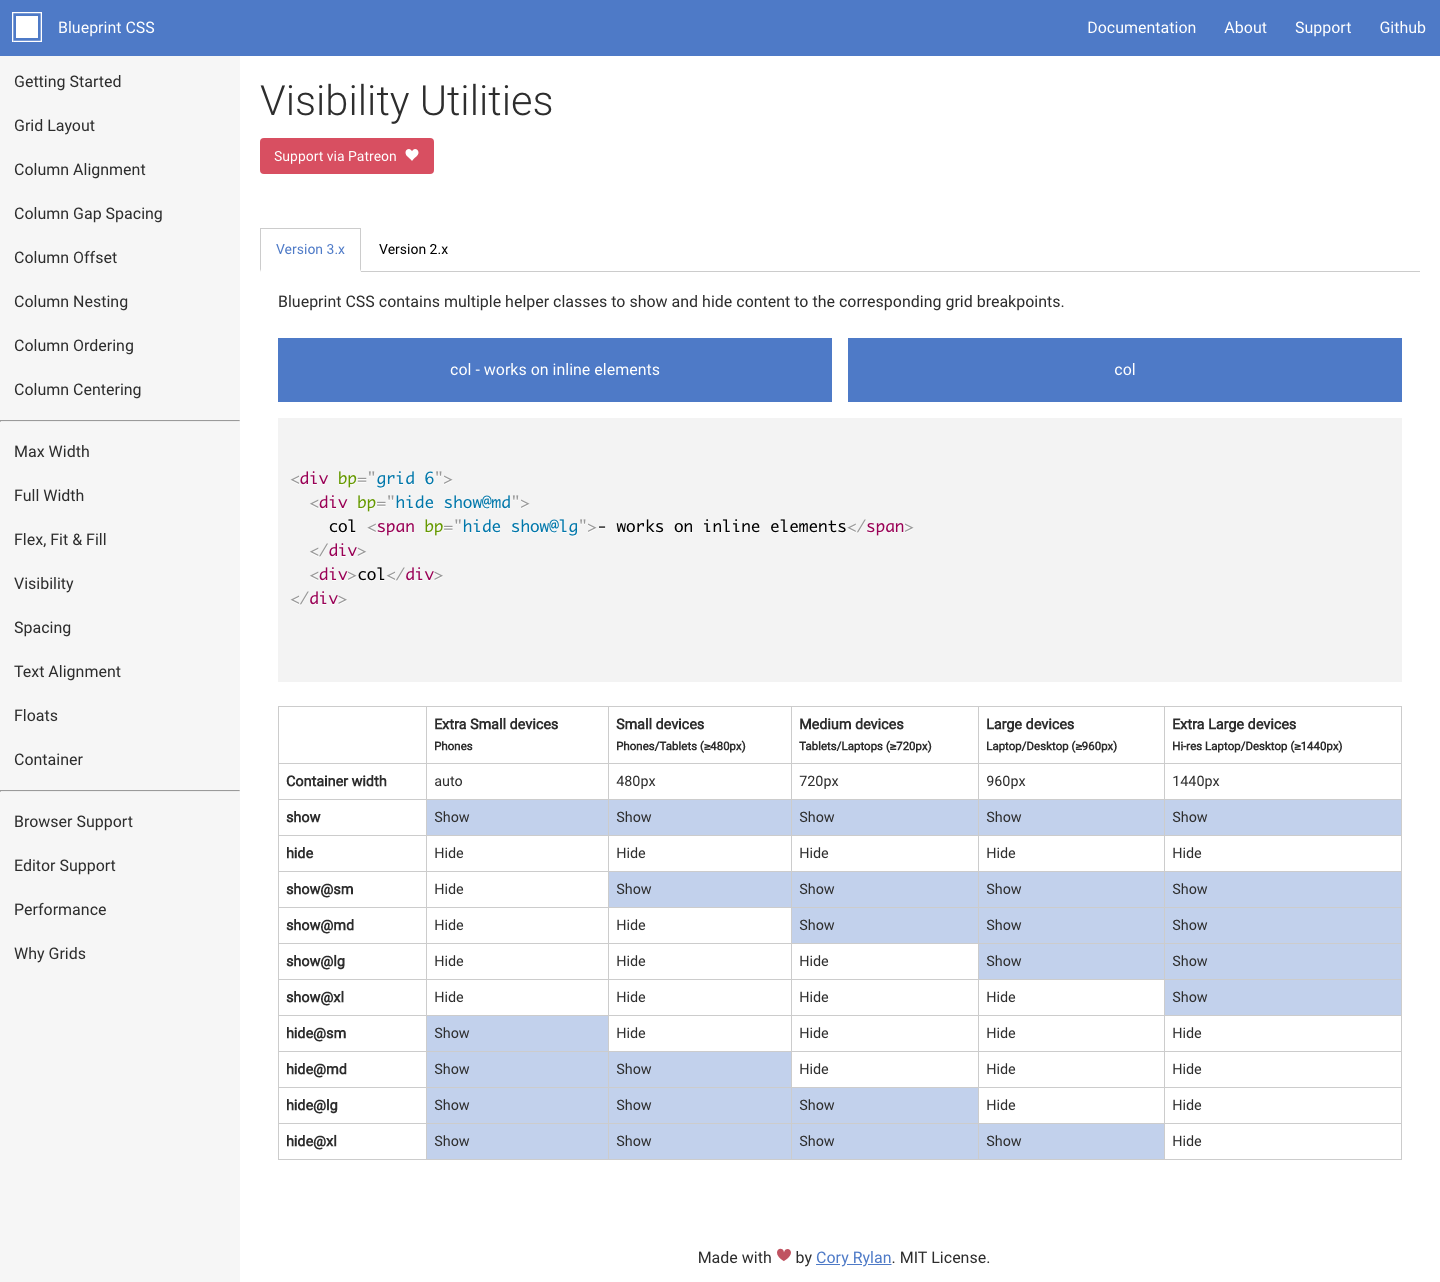 Blueprint CSS
Documentation About Support Github
Getting Started
Grid Layout
Column Alignment
Column Gap Spacing
Column Offset
Column Nesting
Column Ordering
Column Centering
Max Width
Full Width
Flex, Fit & Fill
Visibility
Spacing
Text Alignment
Floats
Container
Browser Support
Editor Support
Performance
Why Grids
Visibility Utilities
Support via Patreon
Version 3.x Version 2.x
Blueprint CSS contains multiple helper classes to show and hide content to the corresponding grid breakpoints.
col - works on inline elements col
<div bp="grid 6">
  <div bp="hide show@md">
    col <span bp="hide show@lg">- works on inline elements</span>
  </div>
  <div>col</div>
</div>
Extra Small devices Small devices Medium devices Large devices Extra Large devices
Phones Phones/Tablets (≥480px) Tablets/Laptops (≥720px) Laptop/Desktop (≥960px) Hi-res Laptop/Desktop (≥1440px)
Container width auto 480px 720px 960px 1440px
show Show Show Show Show Show
hide Hide Hide Hide Hide Hide
show@sm Hide Show Show Show Show
show@md Hide Hide Show Show Show
show@lg Hide Hide Hide Show Show
show@xl Hide Hide Hide Hide Show
hide@sm Show Hide Hide Hide Hide
hide@md Show Show Hide Hide Hide
hide@lg Show Show Show Hide Hide
hide@xl Show Show Show Show Hide
Made with ♥ by Cory Rylan. MIT License.